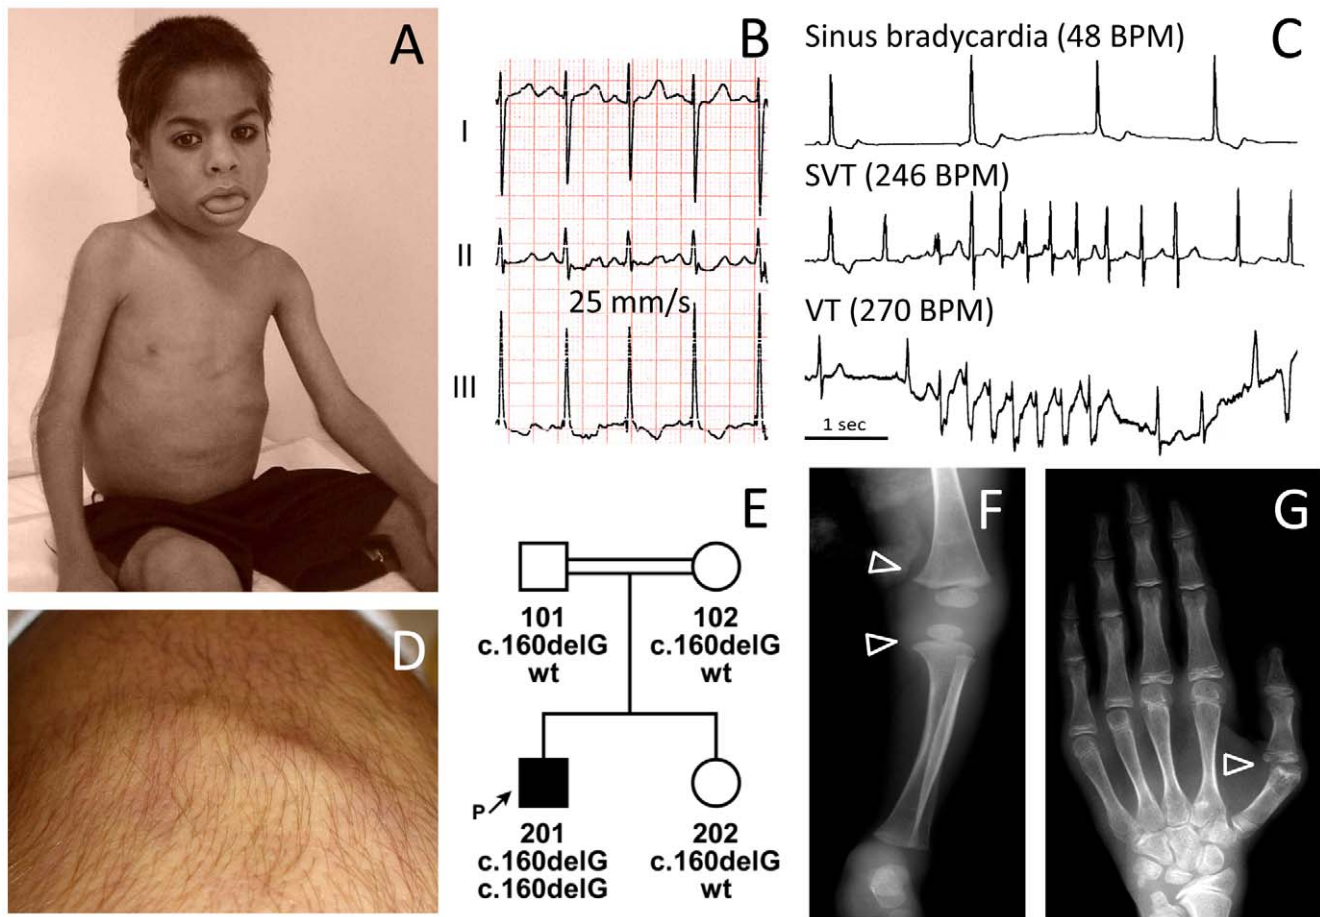 A
B
I
II
25 mm/s
III
C
Sinus bradycardia (48 BPM)
SVT (246 BPM)
VT (270 BPM)
1 sec
D
E
101
c.160delG
wt
102
c.160delG
wt
P
201
c.160delG
c.160delG
202
c.160delG
wt
F
G